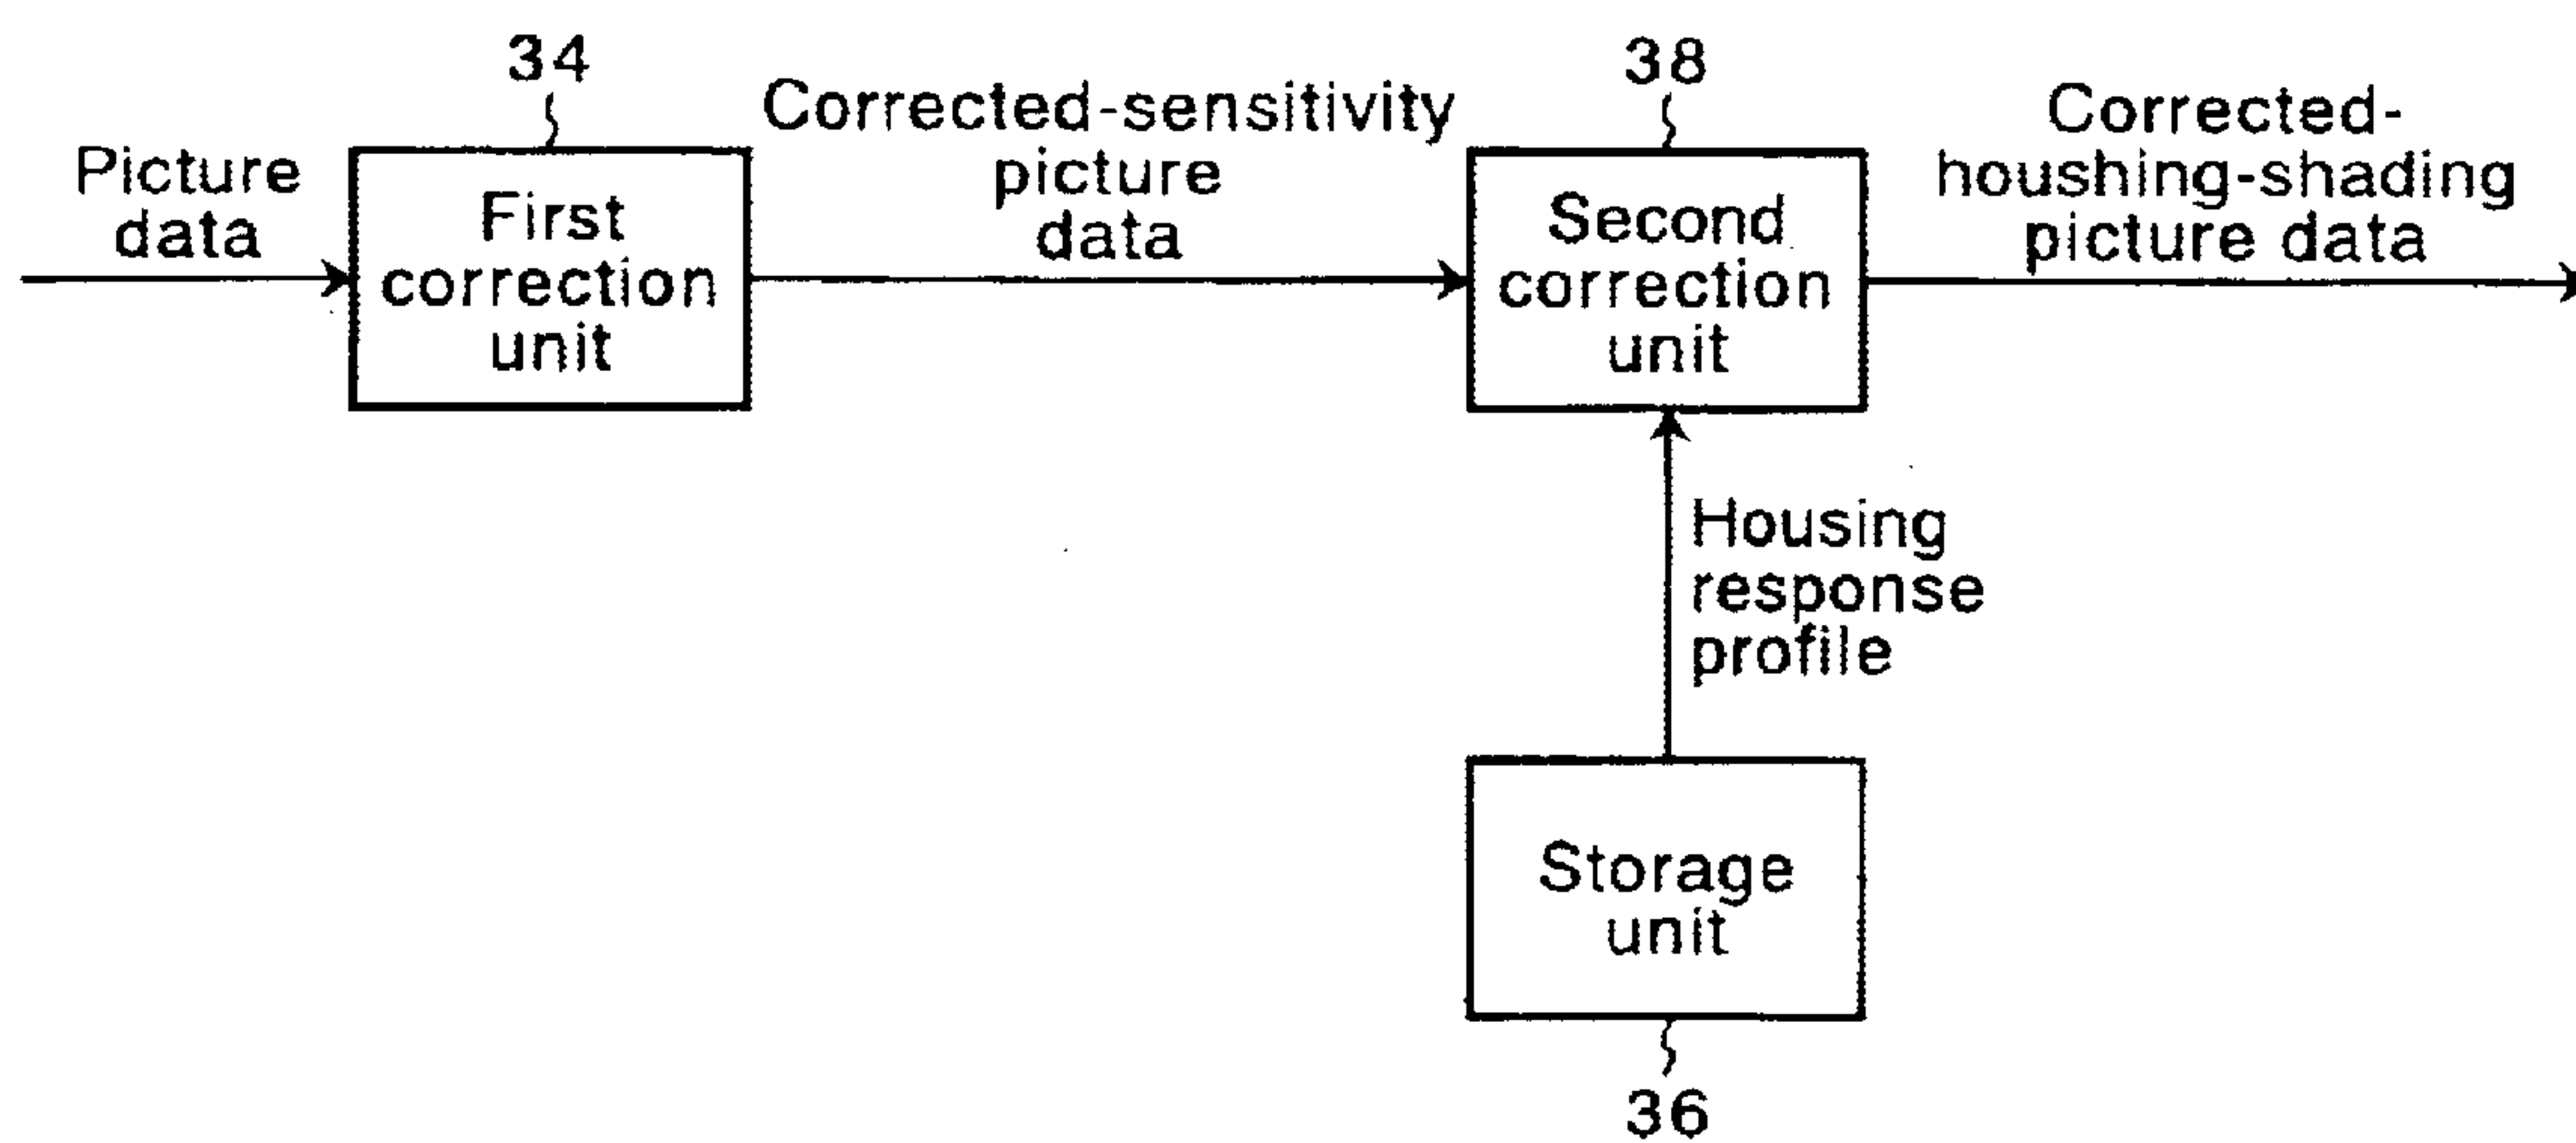 34
38
Picture
data
First
correction
unit
Corrected-sensitivity
picture
data
Second
correction
unit
Corrected-
houshing-shading
picture data
Housing
response
profile
Storage
unit
36